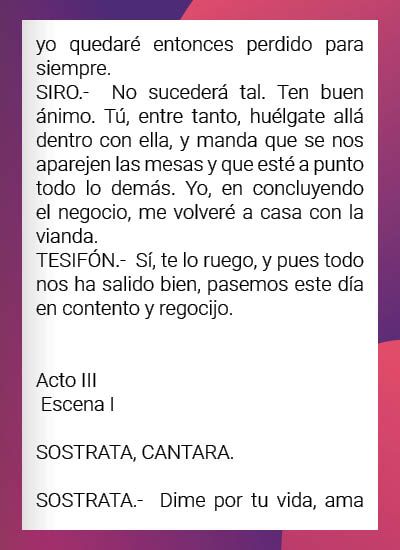 yo quedaré entonces perdido para
siempre.
SIRO.- No sucederá tal. Ten buen
ánimo. Tú, entre tanto, huélgate allá
dentro con ella, y manda que se nos
aparejen las mesas y que esté a punto
todo lo demás. Yo, en concluyendo
el negocio, me volveré a casa con la
vianda.
TESIFÓN.- Sí, te lo ruego, y pues todo
nos ha salido bien, pasemos este día
en contento y regocijo.
Acto III
Escena I
SOSTRATA, CANTARA.
SOSTRATA.- Dime por tu vida, ama